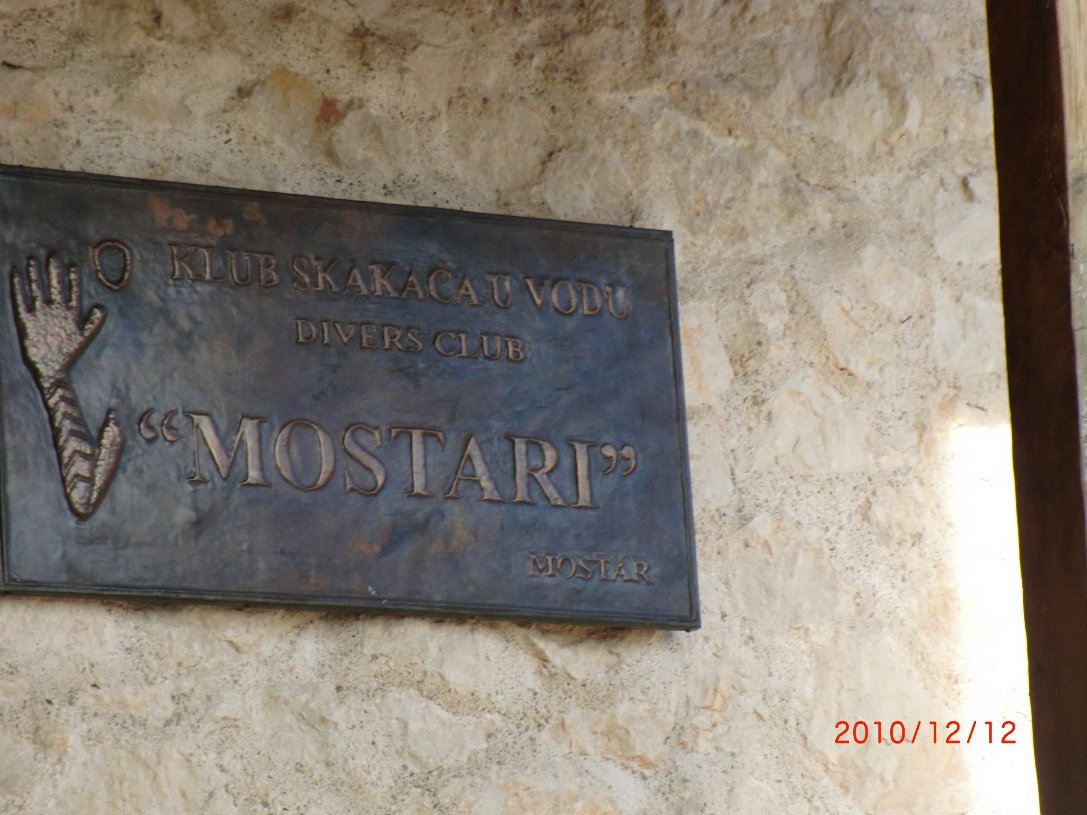 KLUB SKAKAČA U VODU
DIVERS CLUB
“MOSTARI”
MOSTAR
2010/12/12